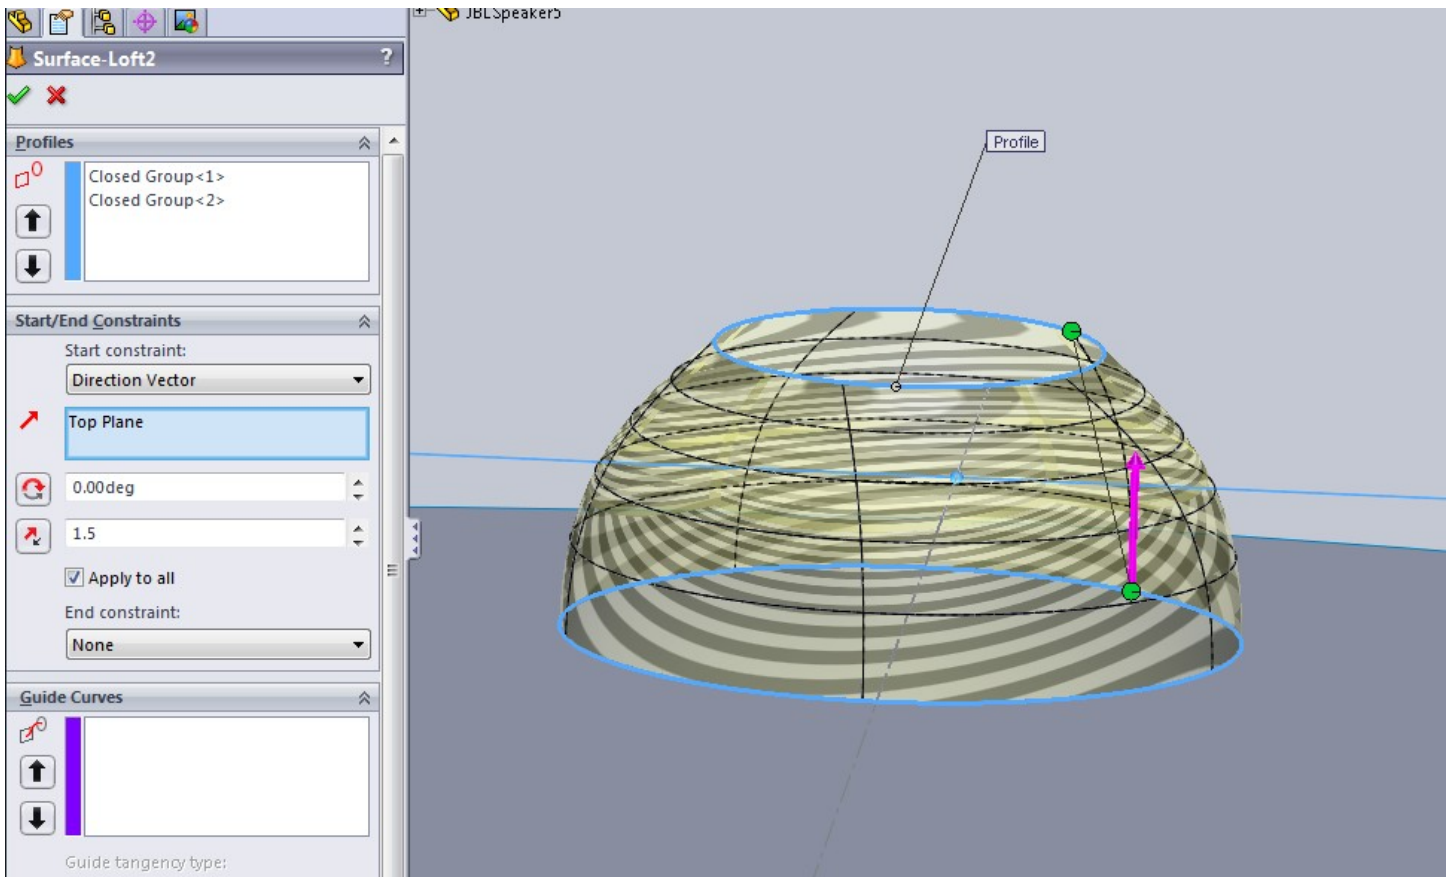 JBLSpeaker5
Surface-Loft2
?
Profiles
Closed Group<1>
Closed Group<2>
Profile
Start/End Constraints
Start constraint:
Direction Vector
Top Plane
0.00deg
1.5
Apply to all
End constraint:
None
Guide Curves
Guide tangency type: